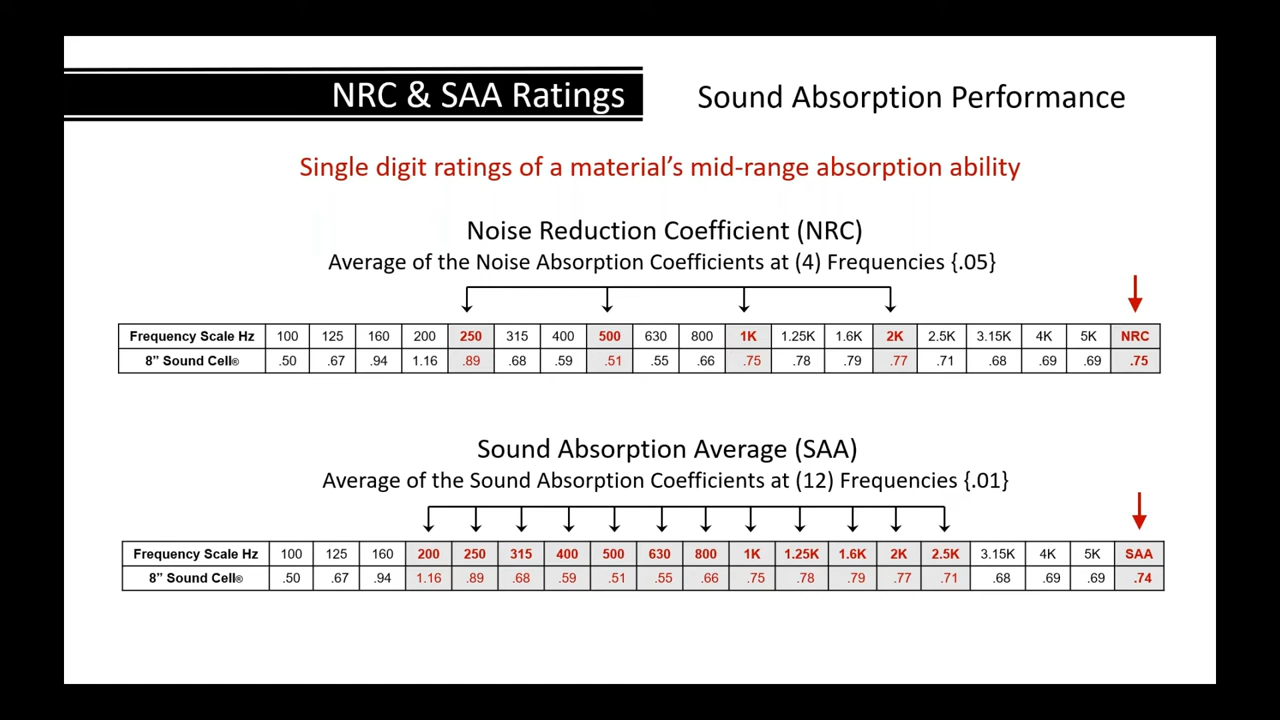 NRC & SAA Ratings
Sound Absorption Performance
Single digit ratings of a material's mid-range absorption ability
Noise Reduction Coefficient (NRC)
Average of the Noise Absorption Coefficients at (4) Frequencies {.05}
Frequency Scale Hz 100 125 160 200 250 315 400 500 630 800 1K 1.25K 1.6K 2K 2.5K 3.15K 4K 5K NRC
8” Sound Cell® .50 .67 .94 1.16 .89 .68 .59 .51 .55 .66 .75 .78 .79 .77 .71 .68 .69 .69 .75
Sound Absorption Average (SAA)
Average of the Sound Absorption Coefficients at (12) Frequencies {.01}
Frequency Scale Hz 100 125 160 200 250 315 400 500 630 800 1K 1.25K 1.6K 2K 2.5K 3.15K 4K 5K SAA
8” Sound Cell® .50 .67 .94 1.16 .89 .68 .59 .51 .55 .66 .75 .78 .79 .77 .71 .68 .69 .69 .74